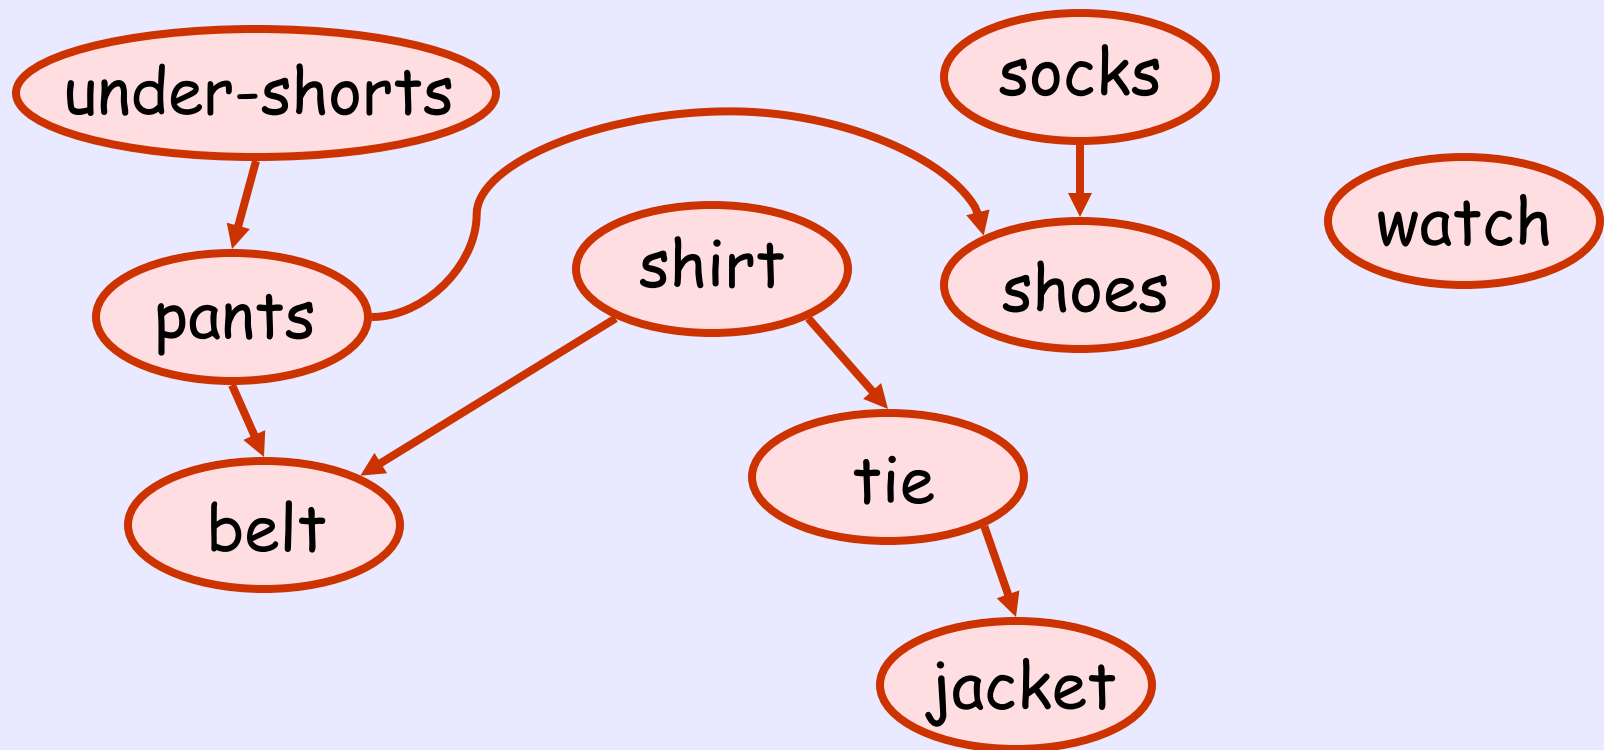 under-shorts
socks
watch
shirt
shoes
pants
tie
belt
jacket